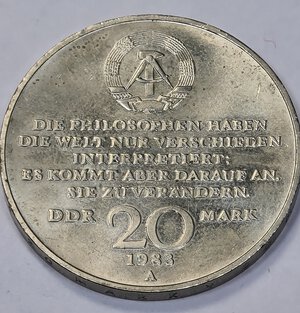 DIE PHILOSOPHEN HABEN
DIE WELT NUR VERSCHIEDEN
INTERPRETIERT;
ES KOMMT ABER DARAUF AN,
SIE ZU VERÄNDERN.
DDR 20 MARK
1983
A